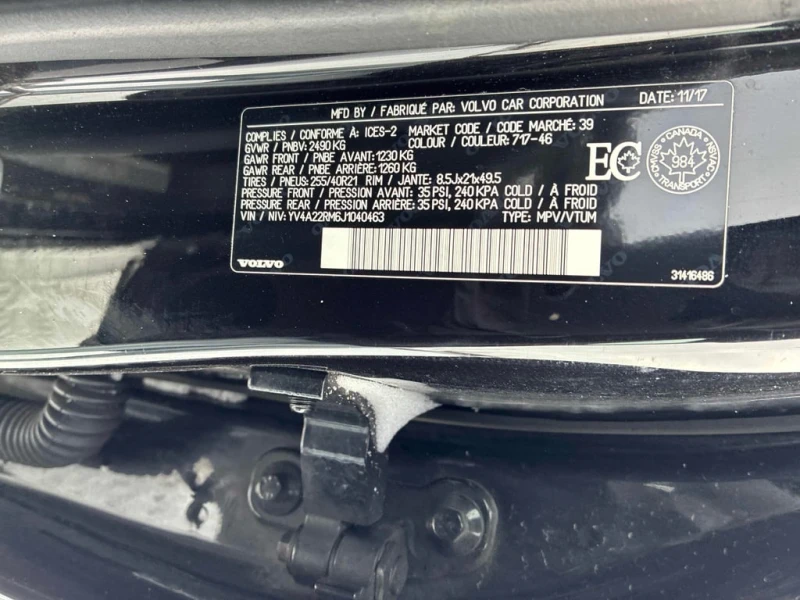 MFD BY / FABRIQUÉ PAR: VOLVO CAR CORPORATION DATE: 11/17
COMPLIES / CONFORME À: ICES-2 MARKET CODE / CODE MARCHÉ: 39
GVWR / PNBV: 2490 KG COLOUR / COULEUR: 717-46
GAWR FRONT / PNBE AVANT: 1230 KG
GAWR REAR / PNBE ARRIÈRE: 1260 KG
TIRES / PNEUS: 255/40R21 RIM / JANTE: 8.5Jx21x49.5
PRESSURE FRONT / PRESSION AVANT: 35 PSI, 240 KPA COLD / À FROID
PRESSURE REAR / PRESSION ARRIÈRE: 35 PSI, 240 KPA COLD / À FROID
VIN / NIV: YV4A22RM6J1040463 TYPE: MPV/VTUM
EC
CANADA
984
TRANSPORT
NSVAC
BSVAC
VOLVO
31416486